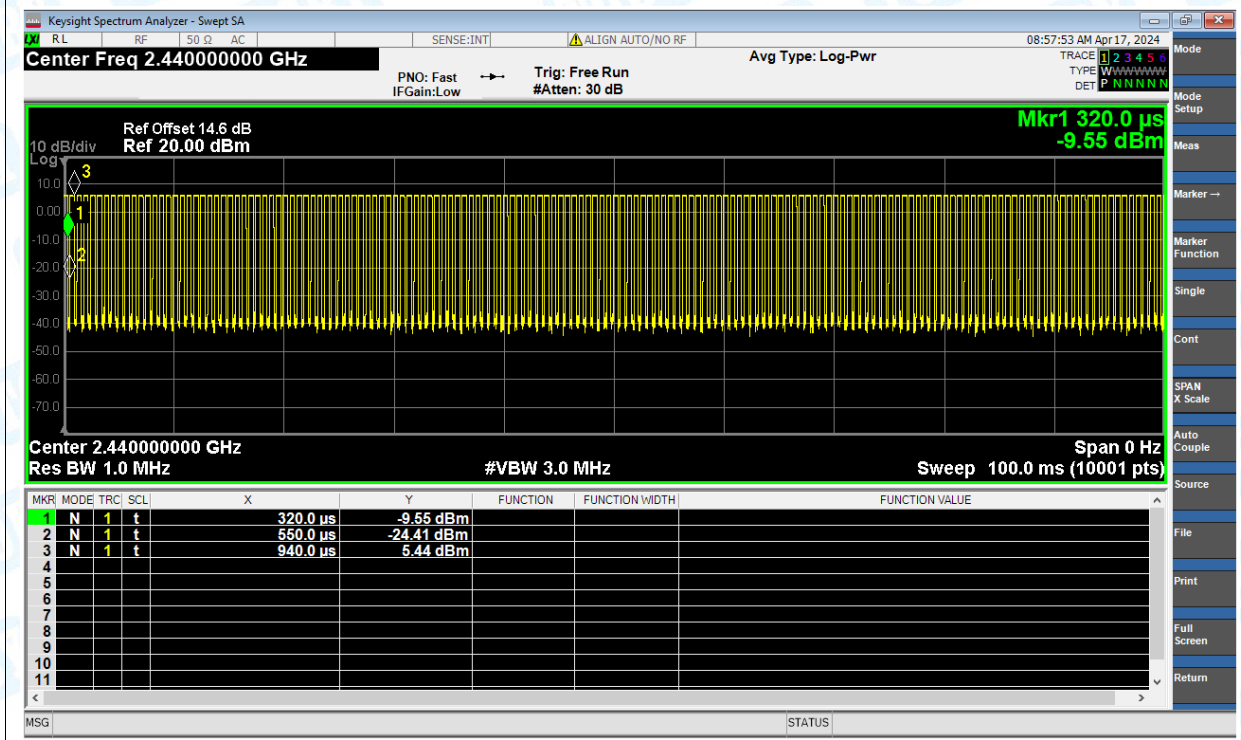 Keysight Spectrum Analyzer - Swept SA
LXI RL RF 50 Ω AC SENSE:INT ALIGN AUTO/NO RF 08:57:53 AM Apr 17, 2024
Center Freq 2.440000000 GHz Avg Type: Log-Pwr TRACE 1 2 3 4 5 6
PNO: Fast Trig: Free Run TYPE WWWWWW
IFGain:Low #Atten: 30 dB DET P N N N N N
Mkr1 320.0 µs
-9.55 dBm
Ref Offset 14.6 dB
10 dB/div Ref 20.00 dBm
Log
3
10.0
0.00
1
-10.0
2
-20.0
-30.0
-40.0
-50.0
-60.0
-70.0
Center 2.440000000 GHz Span 0 Hz
Res BW 1.0 MHz #VBW 3.0 MHz Sweep 100.0 ms (10001 pts)
MKR MODE TRC SCL X Y FUNCTION FUNCTION WIDTH FUNCTION VALUE
1 N 1 t 320.0 µs -9.55 dBm
2 N 1 t 550.0 µs -24.41 dBm
3 N 1 t 940.0 µs 5.44 dBm
4
5
6
7
8
9
10
11
MSG STATUS
Mode
Mode
Setup
Meas
Marker →
Marker
Function
Single
Cont
SPAN
X Scale
Auto
Couple
Source
File
Print
Full
Screen
Return